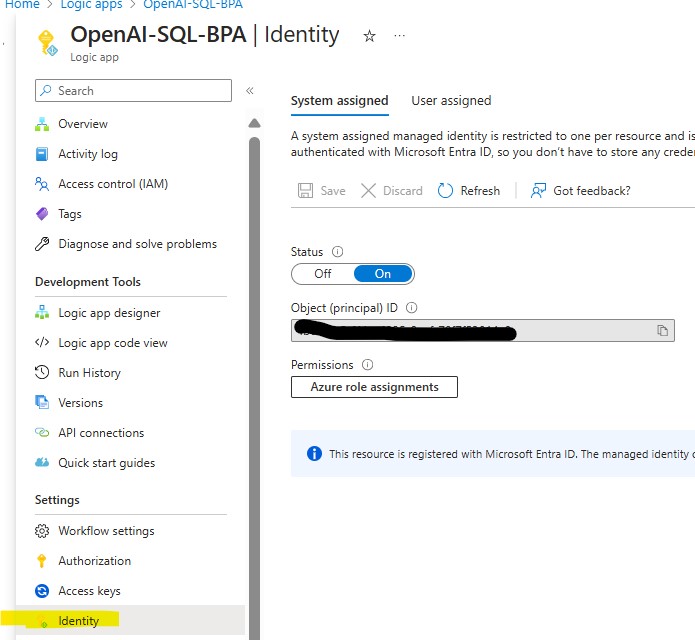 Home > Logic apps > OpenAI-SQL-BPA
OpenAI-SQL-BPA | Identity
Logic app
Search
Overview
Activity log
Access control (IAM)
Tags
Diagnose and solve problems
Development Tools
Logic app designer
Logic app code view
Run History
Versions
API connections
Quick start guides
Settings
Workflow settings
Authorization
Access keys
Identity
System assigned User assigned
A system assigned managed identity is restricted to one per resource and is
authenticated with Microsoft Entra ID, so you don't have to store any
Save Discard Refresh Got feedback?
Status
Off On
Object (principal) ID
Permissions
Azure role assignments
This resource is registered with Microsoft Entra ID. The managed identity